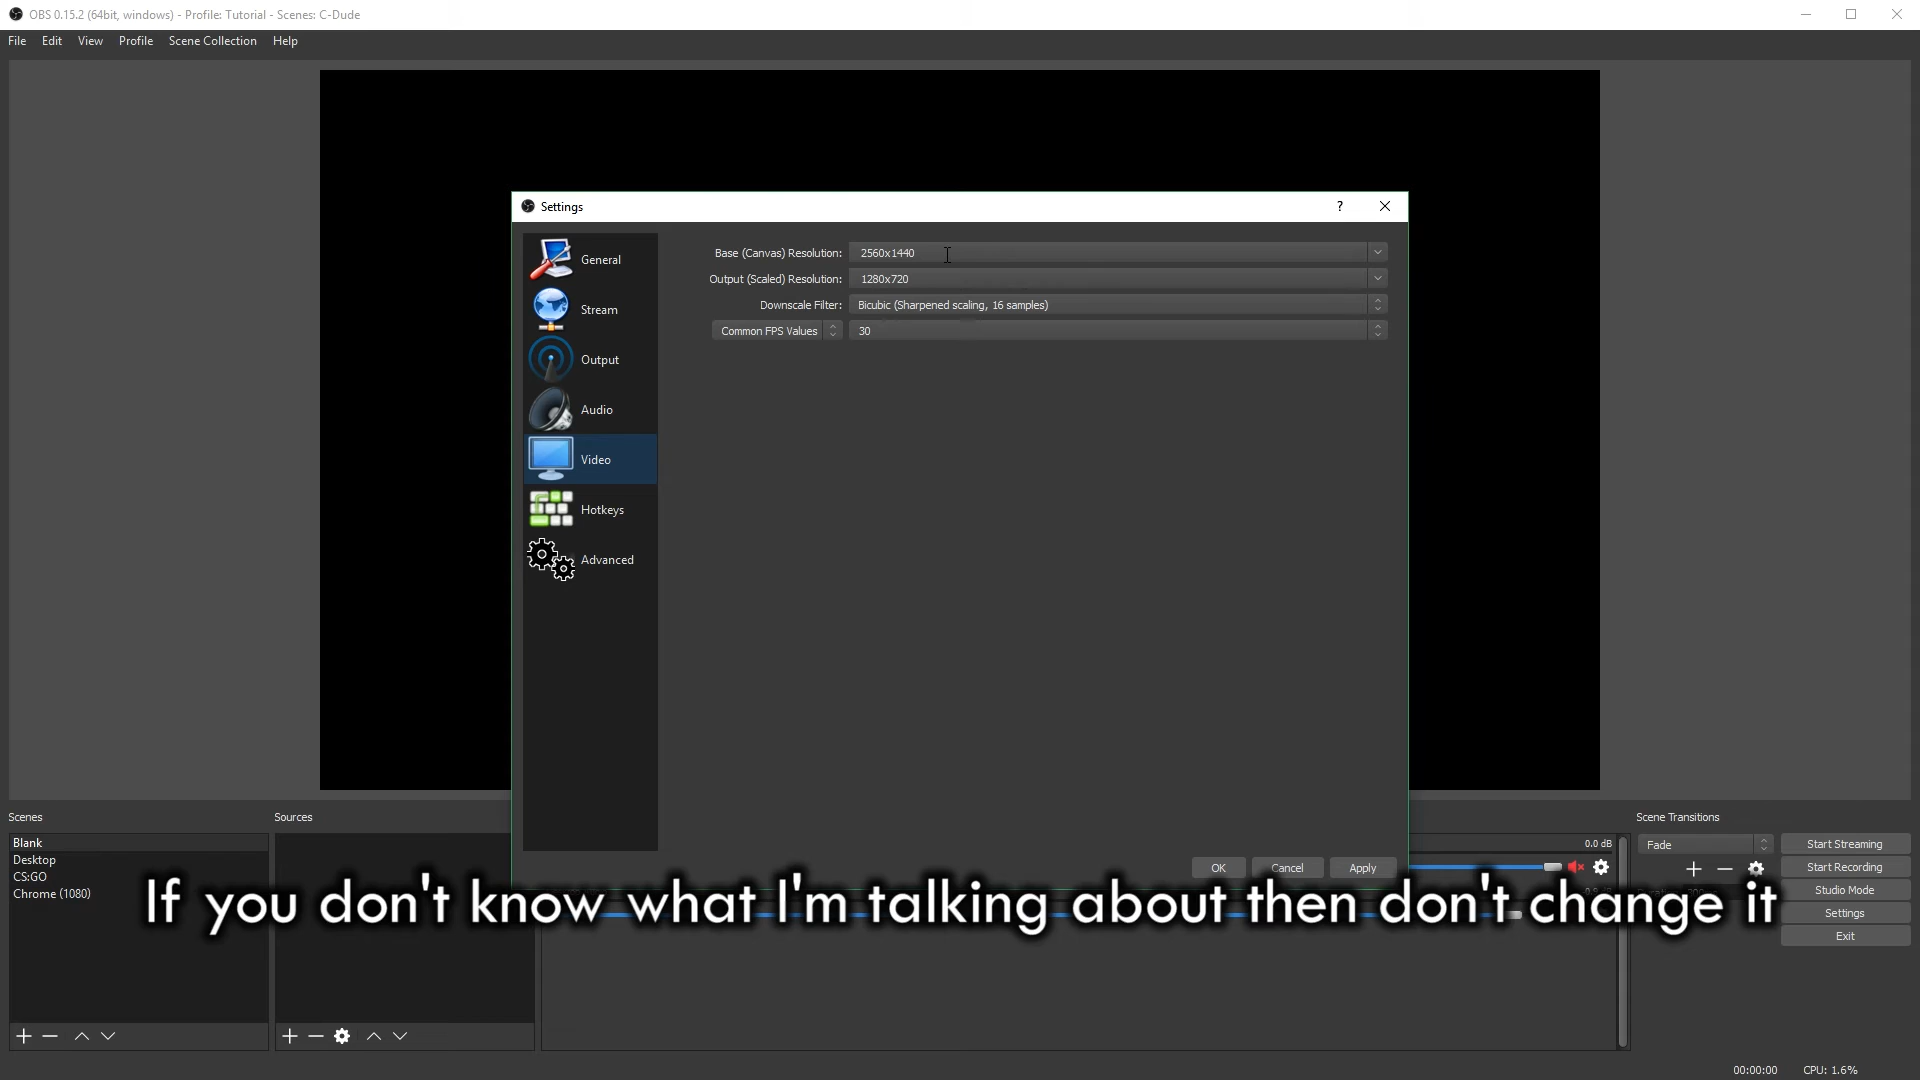 OBS 0.15.2 (64bit, windows) - Profile: Tutorial - Scenes: C-Dude
File Edit View Profile Scene Collection Help
Settings
?
General
Stream
Output
Audio
Video
Hotkeys
Advanced
Base (Canvas) Resolution: 2560x1440
Output (Scaled) Resolution: 1280x720
Downscale Filter: Bicubic (Sharpened scaling, 16 samples)
Common FPS Values 30
OK Cancel Apply
Scenes
Blank
Desktop
CS:GO
Chrome (1080)
Sources
0.0 dB
Scene Transitions
Fade
Start Streaming
Start Recording
Studio Mode
Settings
Exit
If you don't know what I'm talking about then don't change it
00:00:00 CPU: 1.6%